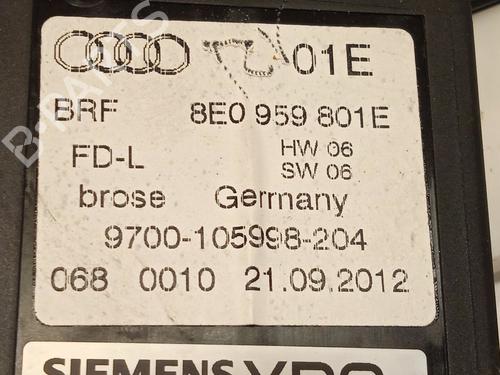 01E
BRF 8E0 959 801E
FD-L HW 06
SW 06
brose Germany
9700-105998-204
068 0010 21.09.2012
SIEMENS VDO
B-PARTS